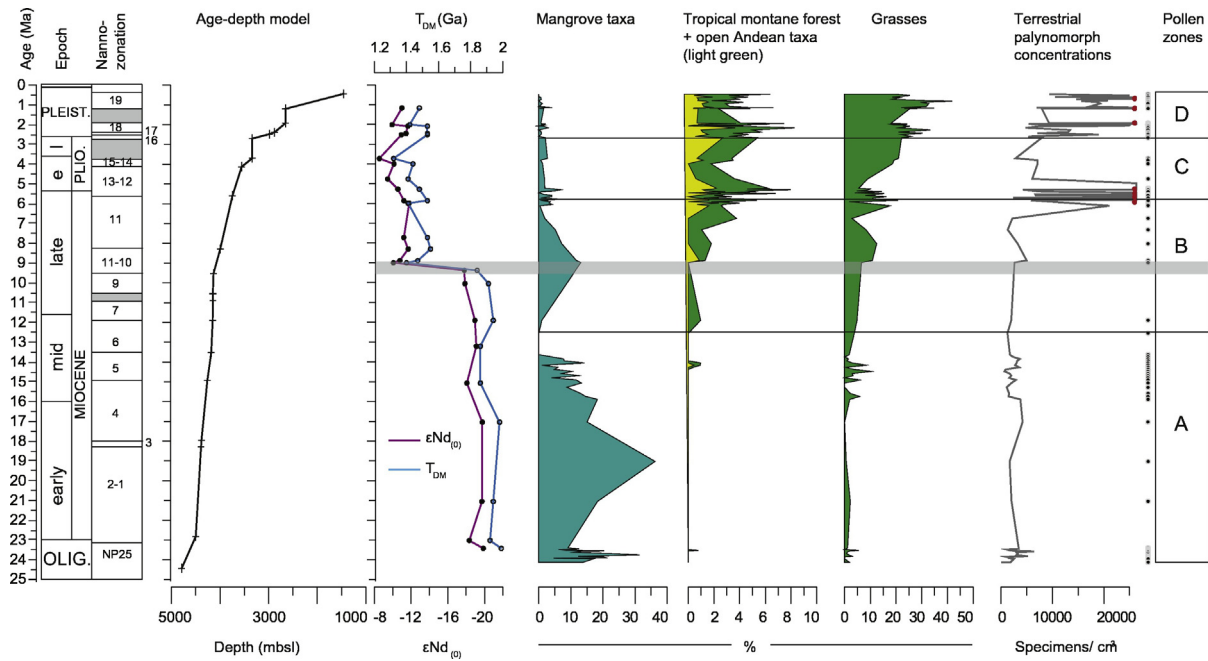 Age (Ma)
Epoch
Nanno-
zonation
Age-depth model
T DM (Ga)
Mangrove taxa
Tropical montane forest
+ open Andean taxa
(light green)
Grasses
Terrestrial
palynomorph
concentrations
Pollen
zones
1.2 1.4 1.6 1.8 2
0
1
2
3
4
5
6
7
8
9
10
11
12
13
14
15
16
17
18
19
21
22
23
24
25
PLEIST.
l
e
PLIO.
late
mid
early
MIOCENE
OLIG.
19
18
17
16
15-14
13-12
11
11-10
9
7
6
5
4
3
2-1
NP25
εNd(0)
T DM
D
C
B
A
5000 3000 1000
-8 -12 -16 -20
0 10 20 30 40
0 2 4 6 8 10 12
0 10 20 30 40 50
0 10000 20000
Depth (mbsl)
εNd(0)
%
Specimens/ cm³